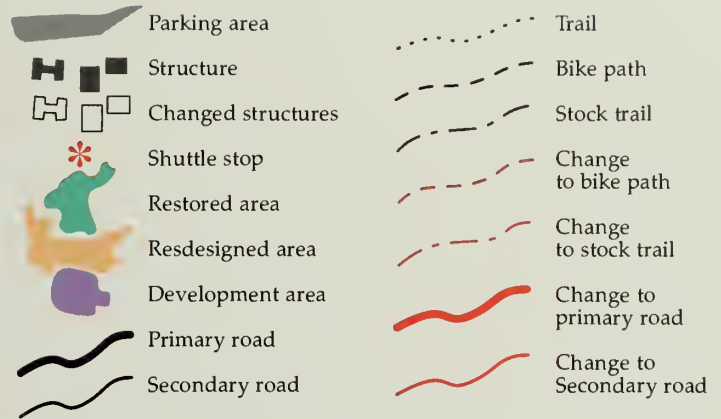 Parking area
Structure
Changed structures
Shuttle stop
Restored area
Resdesigned area
Development area
Primary road
Secondary road
Trail
Bike path
Stock trail
Change
to bike path
Change
to stock trail
Change to
primary road
Change to
Secondary road